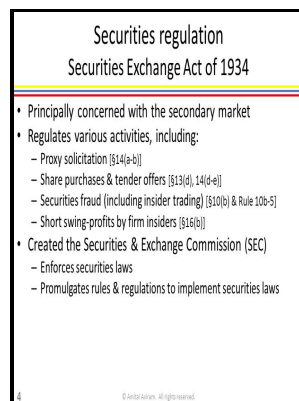 Securities regulation
Securities Exchange Act of 1934
• Principally concerned with the secondary market
• Regulates various activities, including:
– Proxy solicitation [§14(a-b)]
– Share purchases & tender offers [§13(d), 14(d-e)]
– Securities fraud (including insider trading) [§10(b) & Rule 10b-5]
– Short swing-profits by firm insiders [§16(b)]
• Created the Securities & Exchange Commission (SEC)
– Enforces securities laws
– Promulgates rules & regulations to implement securities laws
4
© Amitai Aviram. All rights reserved.